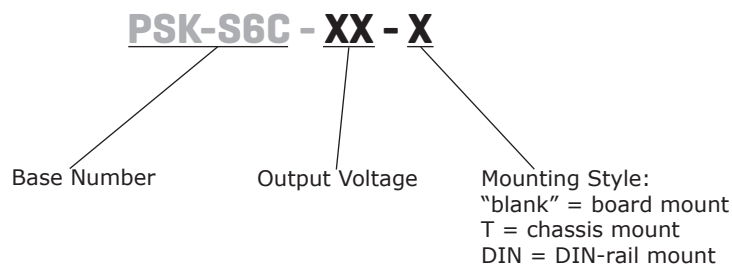 PSK-S6C - XX - X
Base Number
Output Voltage
Mounting Style:
“blank” = board mount
T = chassis mount
DIN = DIN-rail mount